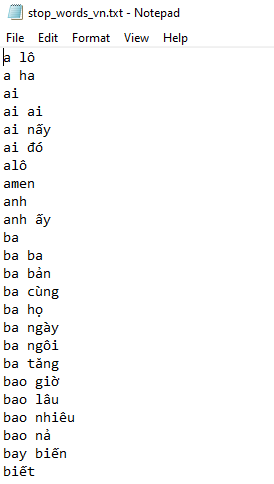 stop_words_vn.txt - Notepad
File Edit Format View Help
a lô
a ha
ai
ai ai
ai nấy
ai đó
alô
amen
anh
anh ấy
ba
ba ba
ba bản
ba cùng
ba họ
ba ngày
ba ngôi
ba tăng
bao giờ
bao lâu
bao nhiêu
bao nả
bay biến
biết